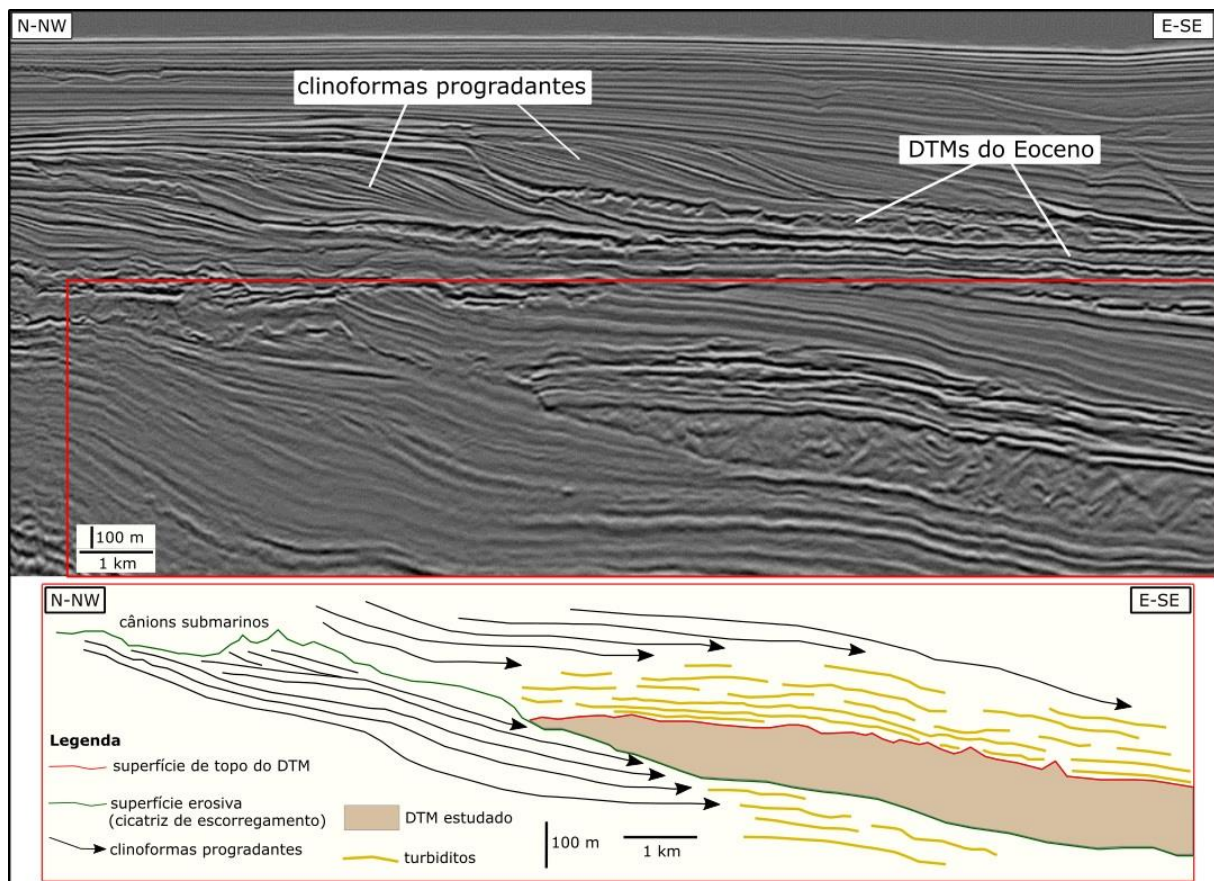 N-NW
E-SE
clinoformas progradantes
DTMs do Eoceno
100 m
1 km
N-NW
E-SE
cânions submarinos
Legenda
superfície de topo do DTM
superfície erosiva
(cicatriz de escorregamento)
clinoformas progradantes
DTM estudado
turbiditos
100 m
1 km